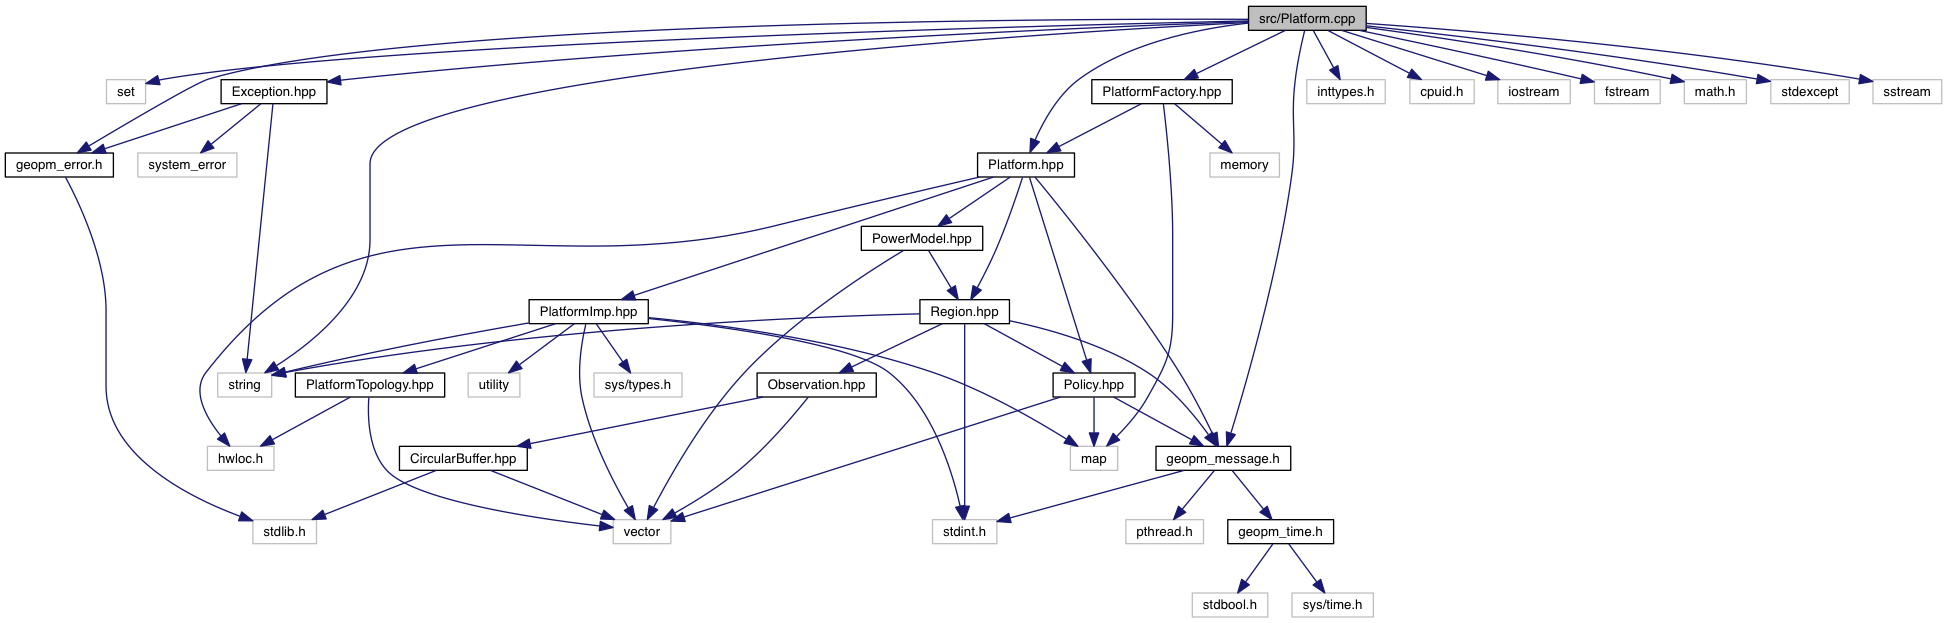 src/Platform.cpp
set
Exception.hpp
PlatformFactory.hpp
inttypes.h
cpuid.h
iostream
fstream
math.h
stdexcept
sstream
geopm_error.h
system_error
Platform.hpp
memory
PowerModel.hpp
PlatformImp.hpp
Region.hpp
string
PlatformTopology.hpp
utility
sys/types.h
Observation.hpp
Policy.hpp
hwloc.h
CircularBuffer.hpp
map
geopm_message.h
stdlib.h
vector
stdint.h
pthread.h
geopm_time.h
stdbool.h
sys/time.h